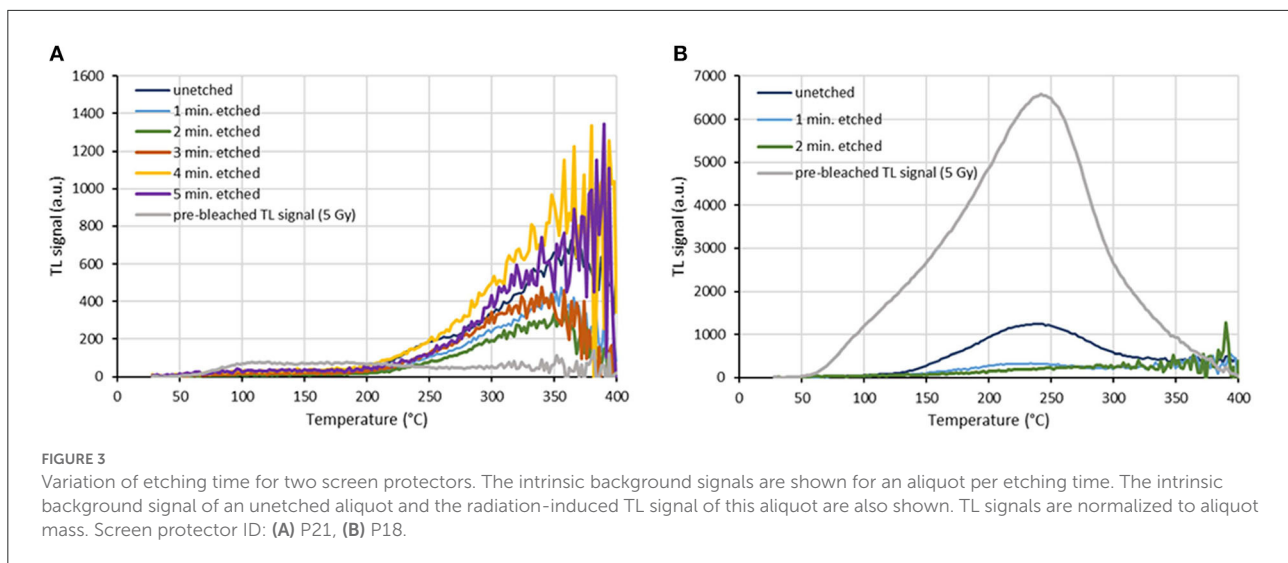 A
1600
1400
1200
1000
800
600
400
200
0
TL signal (a.u.)
unetched
1 min. etched
2 min. etched
3 min. etched
4 min. etched
5 min. etched
pre-bleached TL signal (5 Gy)
0 50 100 150 200 250 300 350 400
Temperature (°C)
B
7000
6000
5000
4000
3000
2000
1000
0
TL signal (a.u.)
unetched
1 min. etched
2 min. etched
pre-bleached TL signal (5 Gy)
0 50 100 150 200 250 300 350 400
Temperature (°C)
FIGURE 3
Variation of etching time for two screen protectors. The intrinsic background signals are shown for an aliquot per etching time. The intrinsic
background signal of an unetched aliquot and the radiation-induced TL signal of this aliquot are also shown. TL signals are normalized to aliquot
mass. Screen protector ID: (A) P21, (B) P18.